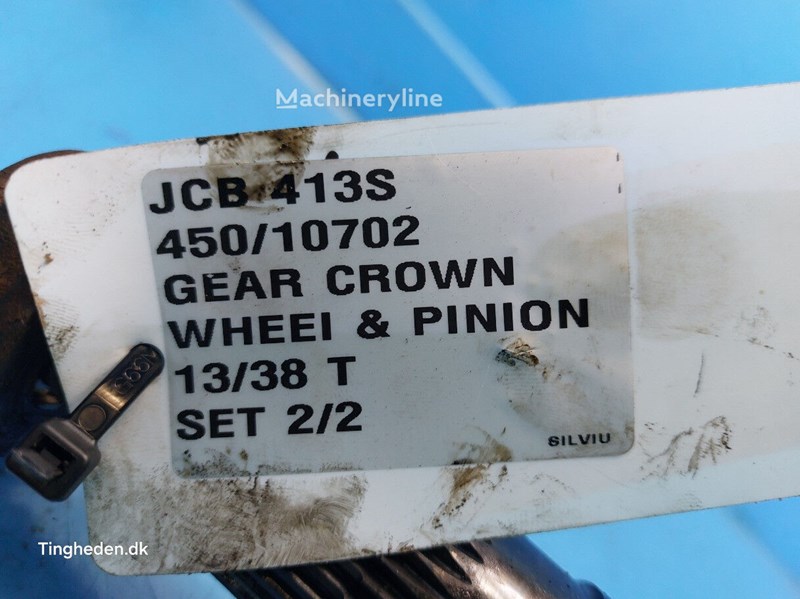 Machineryline
JCB 413S
450/10702
GEAR CROWN
WHEEI & PINION
13/38 T
SET 2/2
SILVIU
Tingheden.dk